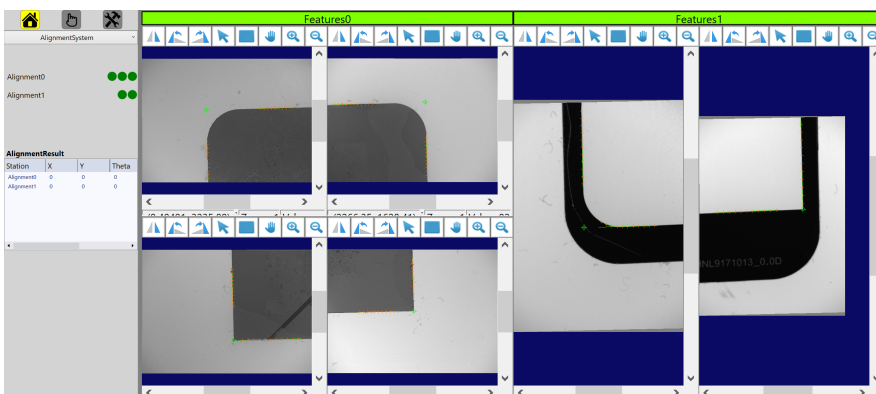 Features0
Features1
AlignmentSystem
Alignment0
Alignment1
AlignmentResult
Station X Y Theta
Alignment0 0 0 0
Alignment1 0 0 0
NL9171013_0.0D